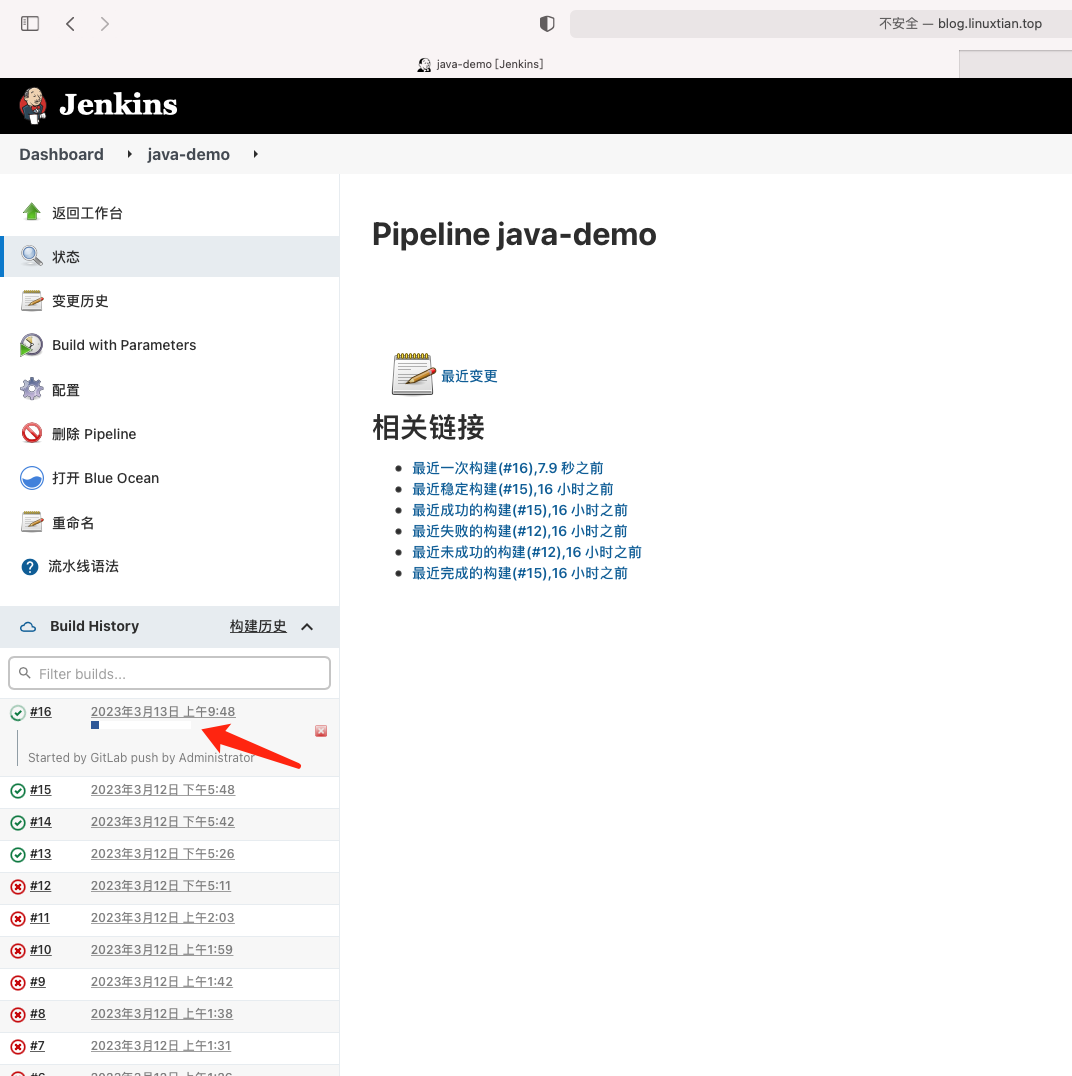 不安全 — blog.linuxtian.top
java-demo [Jenkins]
Jenkins
Dashboard
java-demo
返回工作台
状态
变更历史
Build with Parameters
配置
删除 Pipeline
打开 Blue Ocean
重命名
流水线语法
Pipeline java-demo
最近变更
相关链接
最近一次构建(#16),7.9 秒之前
最近稳定构建(#15),16 小时之前
最近成功的构建(#15),16 小时之前
最近失败的构建(#12),16 小时之前
最近未成功的构建(#12),16 小时之前
最近完成的构建(#15),16 小时之前
Build History 构建历史
Filter builds...
#16 2023年3月13日 上午9:48
Started by GitLab push by Administrator
#15 2023年3月12日 下午5:48
#14 2023年3月12日 下午5:42
#13 2023年3月12日 下午5:26
#12 2023年3月12日 下午5:11
#11 2023年3月12日 上午2:03
#10 2023年3月12日 上午1:59
#9 2023年3月12日 上午1:42
#8 2023年3月12日 上午1:38
#7 2023年3月12日 上午1:31